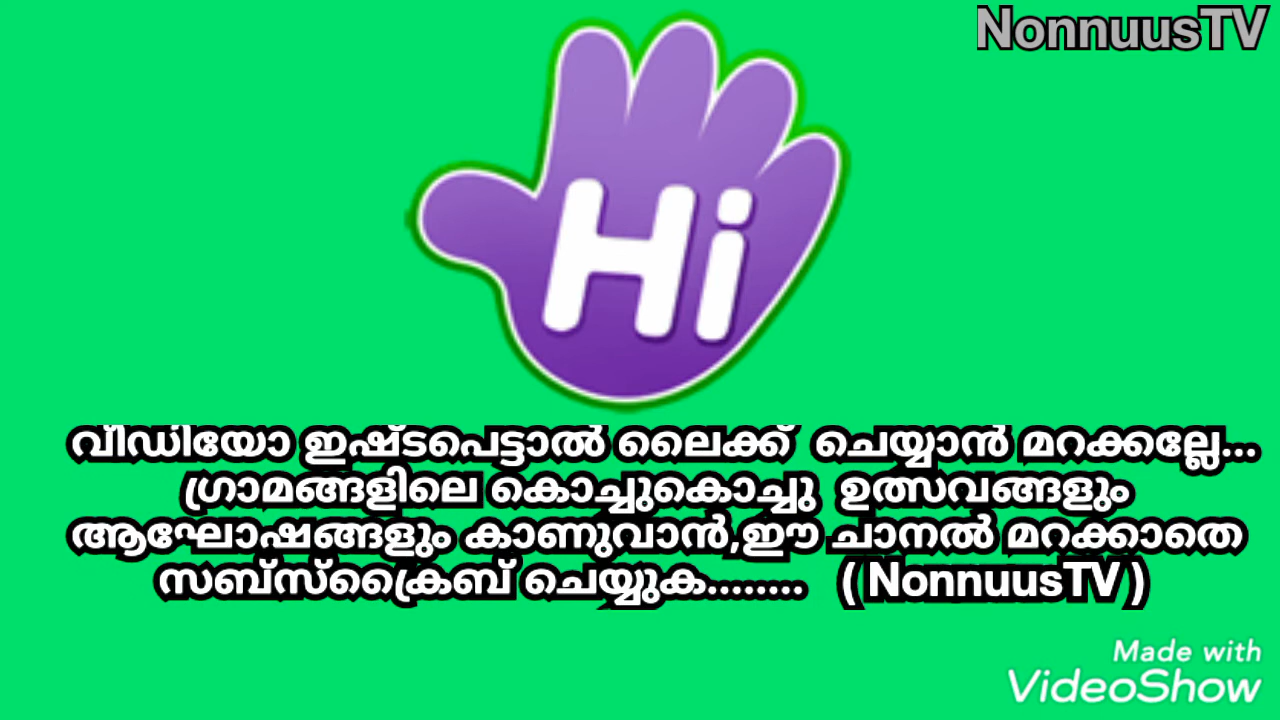 NonnuusTV
Hi
വീഡിയോ ഇഷ്ടപെട്ടാൽ ലൈക്ക് ചെയ്യാൻ മറക്കല്ലേ...
ഗ്രാമങ്ങളിലെ കൊച്ചുകൊച്ചു ഉത്സവങ്ങളും
ആഘോഷങ്ങളും കാണുവാൻ,ഈ ചാനൽ മറക്കാതെ
സബ്സ്ക്രൈബ് ചെയ്യുക........ ( NonnuusTV )
Made with
VideoShow